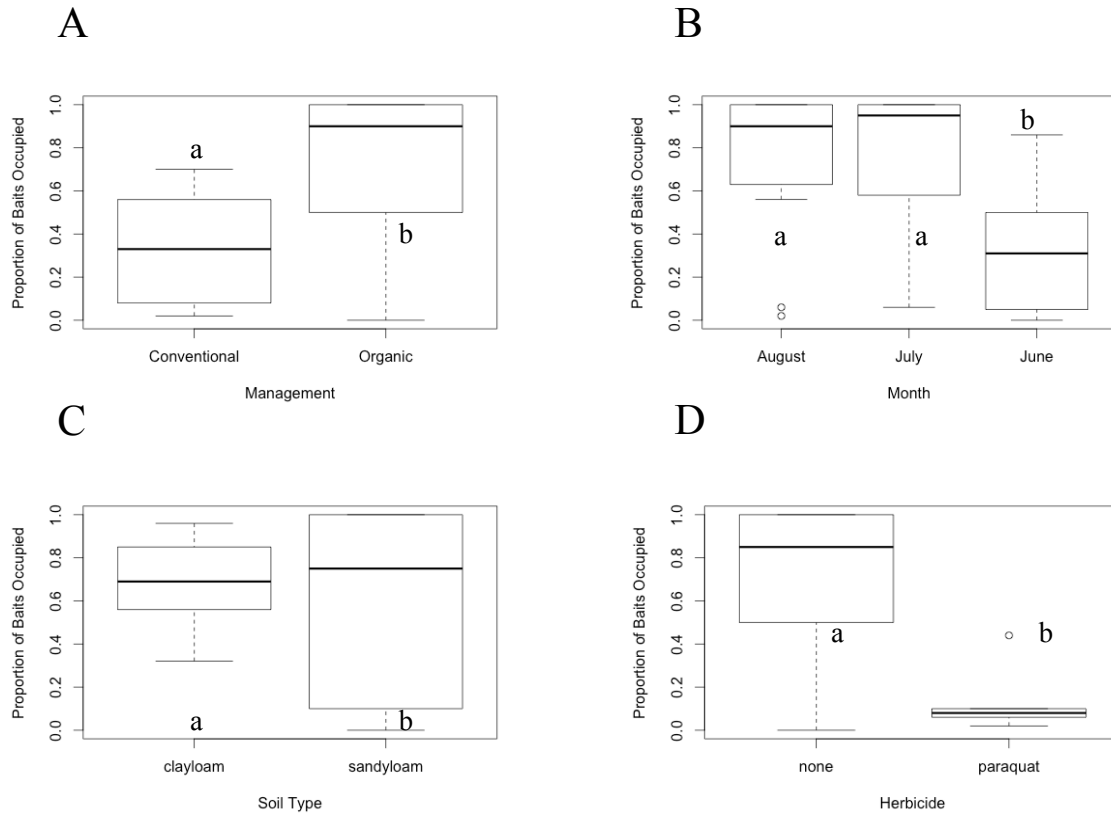 A
Proportion of Baits Occupied
1.0
0.8
0.6
0.4
0.2
0.0
a
b
Conventional
Organic
Management
B
Proportion of Baits Occupied
1.0
0.8
0.6
0.4
0.2
0.0
a
a
b
August
July
June
Month
C
Proportion of Baits Occupied
1.0
0.8
0.6
0.4
0.2
0.0
a
b
clayloam
sandyloam
Soil Type
D
Proportion of Baits Occupied
1.0
0.8
0.6
0.4
0.2
0.0
a
b
none
paraquat
Herbicide